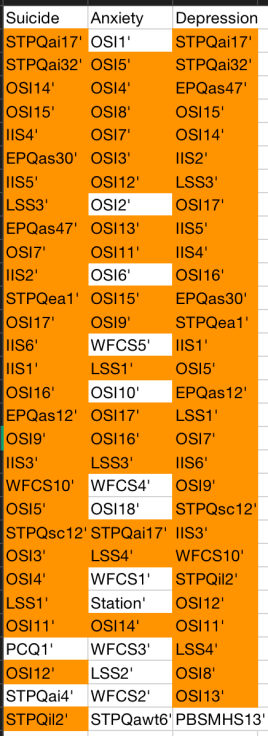 Suicide Anxiety Depression
STPQai17' OSI1' STPQai17'
STPQai32' OSI5' STPQai32'
OSI14' OSI4' EPQas47'
OSI15' OSI8' OSI15'
IIS4' OSI7' OSI14'
EPQas30' OSI3' IIS2'
IIS5' OSI12' LSS3'
LSS3' OSI2' OSI17'
EPQas47' OSI13' IIS5'
OSI7' OSI11' IIS4'
IIS2' OSI6' OSI16'
STPQea1' OSI15' EPQas30'
OSI17' OSI9' STPQea1'
IIS6' WFCS5' IIS1'
IIS1' LSS1' OSI5'
OSI16' OSI10' EPQas12'
EPQas12' OSI17' LSS1'
OSI9' OSI16' OSI7'
IIS3' LSS3' IIS6'
WFCS10' WFCS4' OSI9'
OSI5' OSI18' STPQsc12'
STPQsc12' STPQai17' IIS3'
OSI3' LSS4' WFCS10'
OSI4' WFCS1' STPQil2'
LSS1' Station' OSI12'
OSI11' OSI14' OSI11'
PCQ1' WFCS3' LSS4'
OSI12' LSS2' OSI8'
STPQai4' WFCS2' OSI13'
STPQil2' STPQawt6' PBSMHS13'